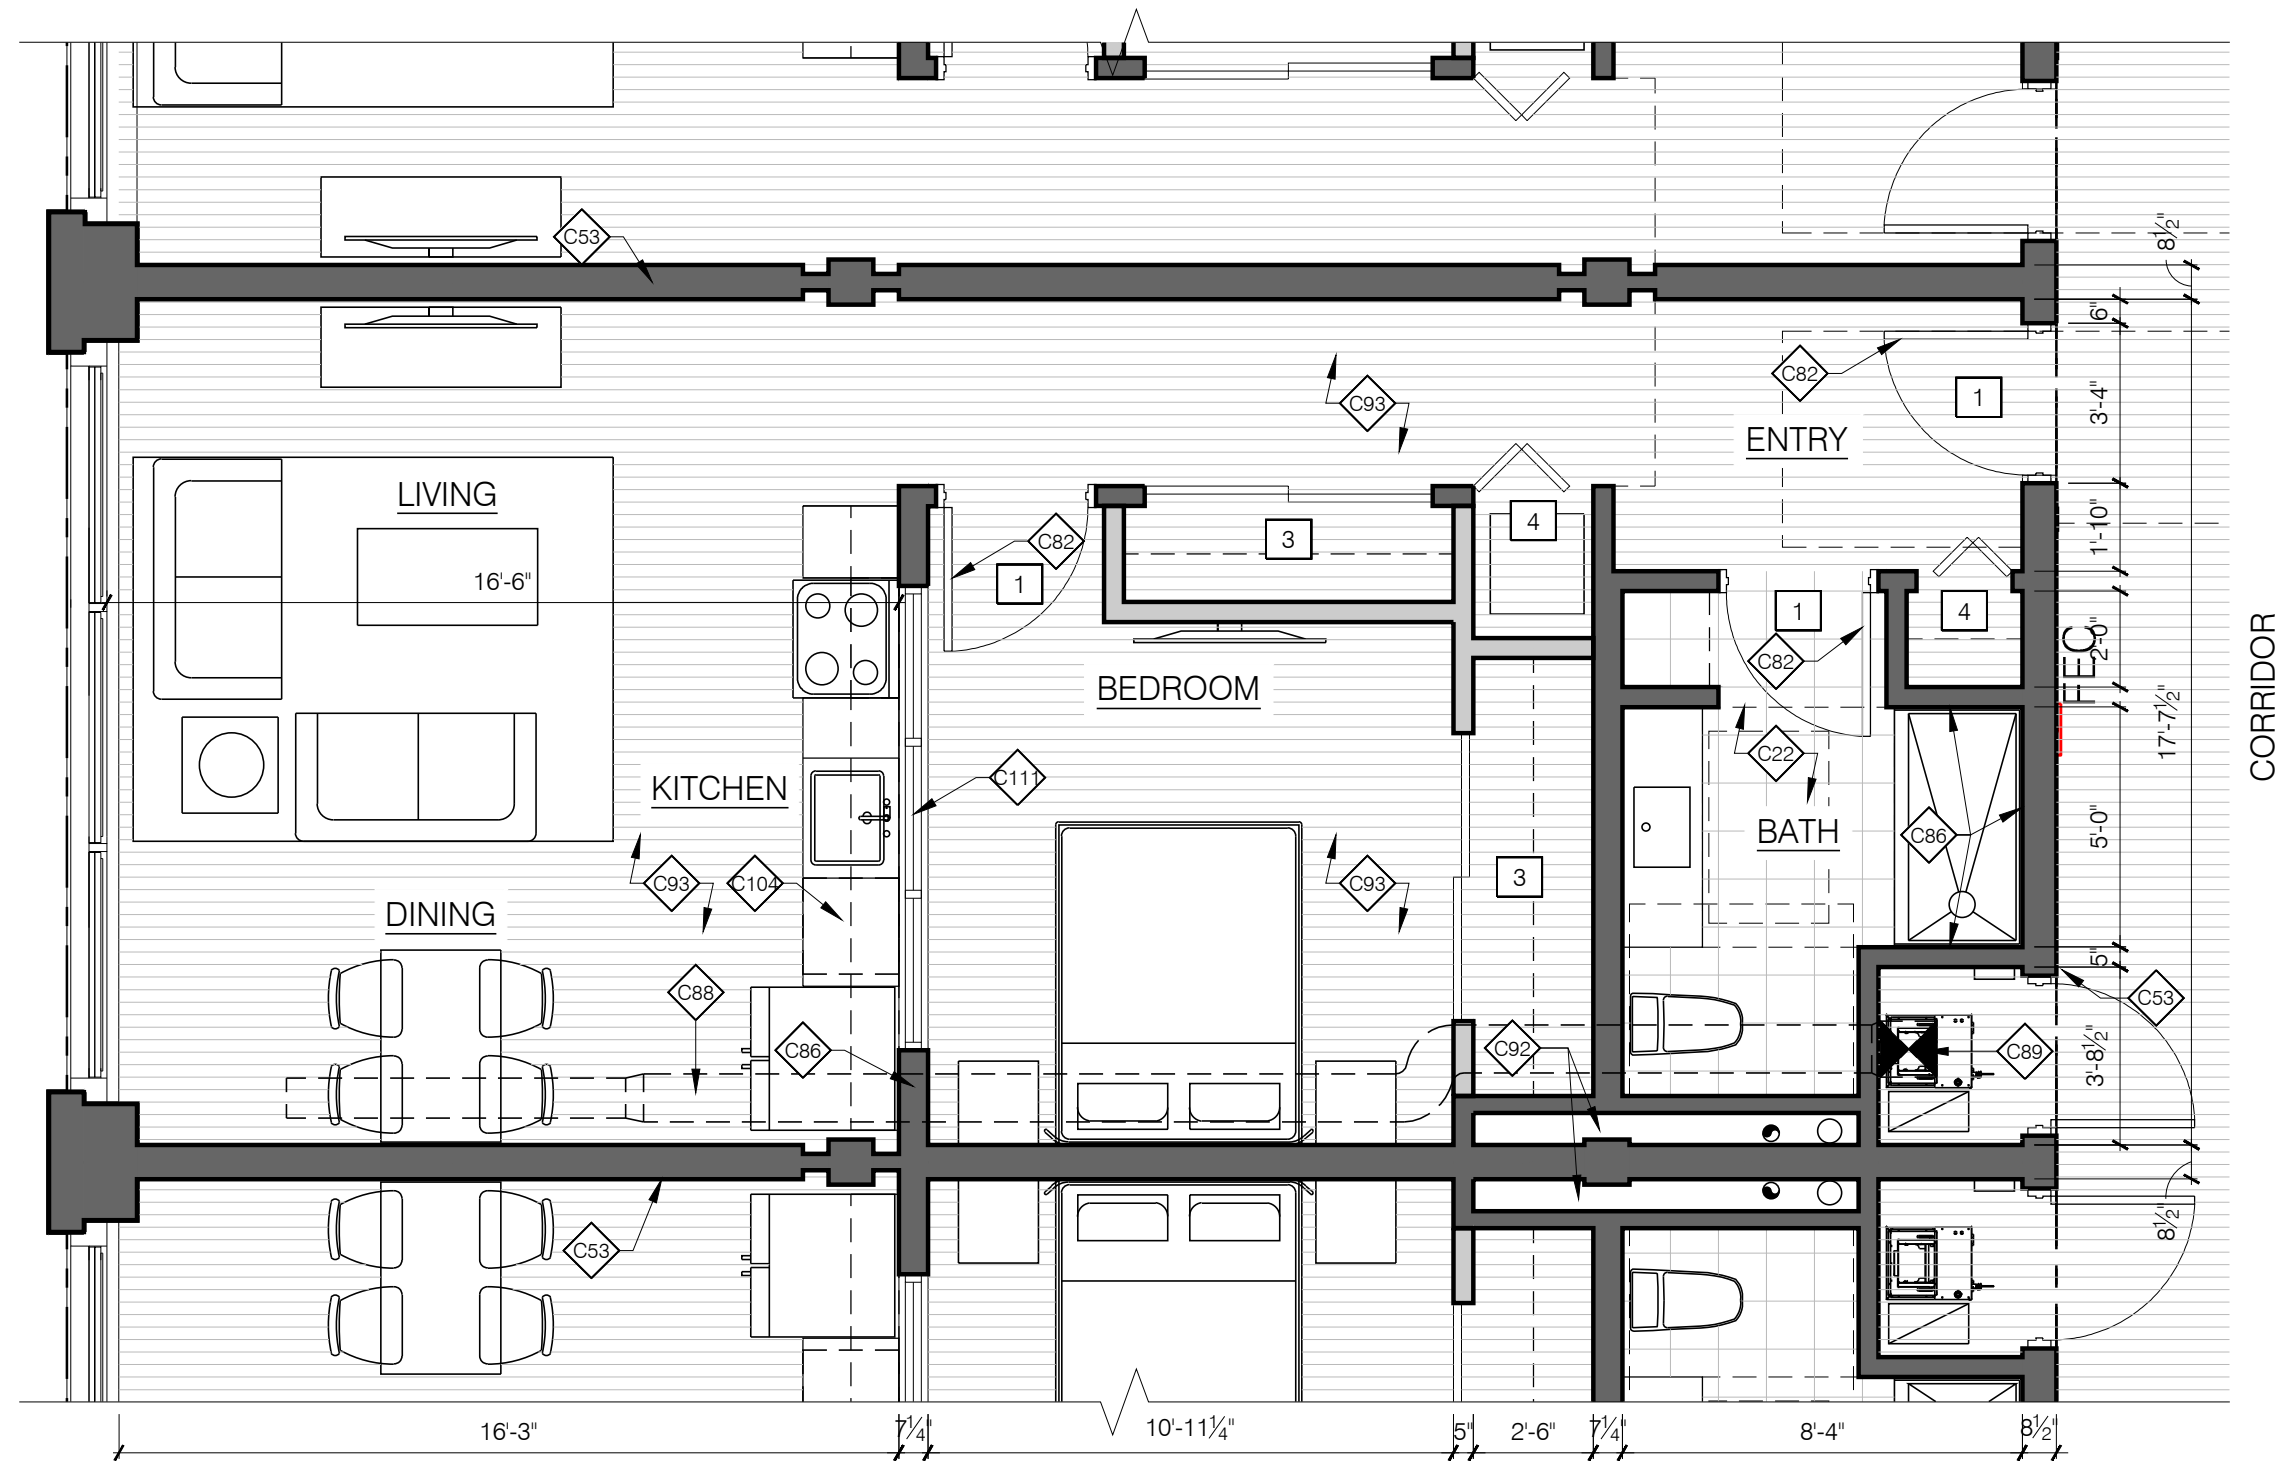 C53
8½"
6"
C82
1
3'-4"
C93
ENTRY
LIVING
4
1'-10"
3
C82
16'-6"
1
1
4
2'-0"
FEC
CORRIDOR
C82
BEDROOM
17'-7½"
C22
KITCHEN
C111
BATH
C86
5'-0"
C93
C104
C93
3
DINING
5"
C88
C53
C86
C92
C89
3'-8½"
C53
8½"
16'-3"
7¼"
10'-11¼"
5"
2'-6"
7¼"
8'-4"
8½"